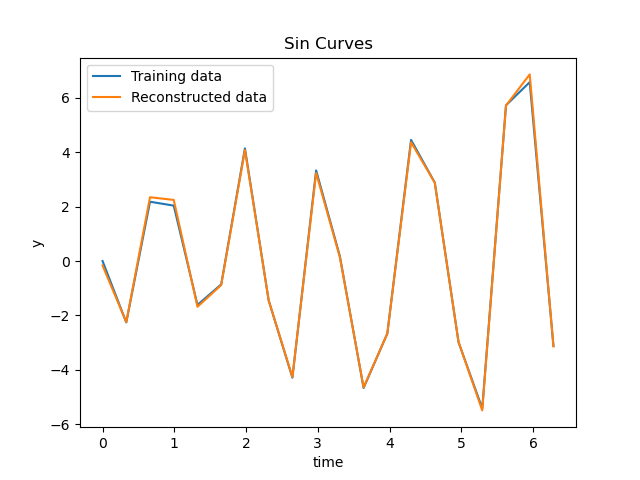 Sin Curves
Training data
Reconstructed data
6
4
2
0
−2
−4
−6
y
0 1 2 3 4 5 6
time